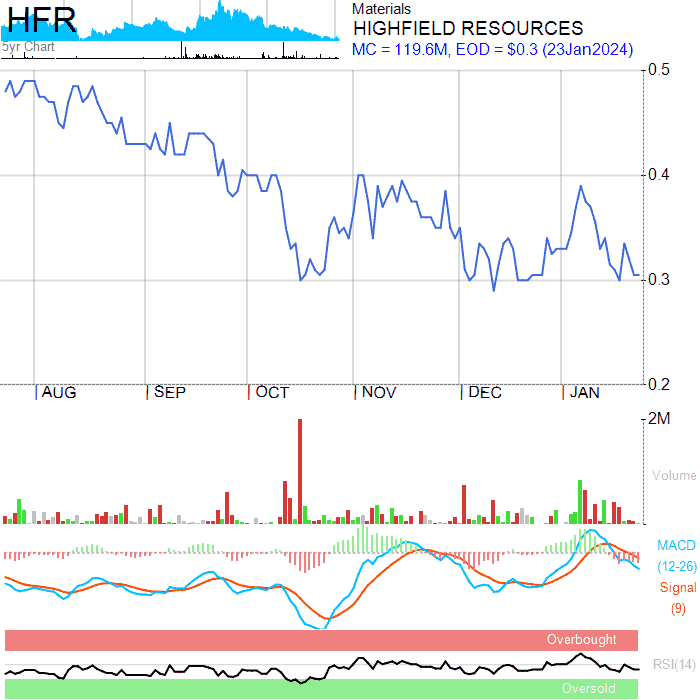 HFR
5yr Chart
Materials
HIGHFIELD RESOURCES
MC = 119.6M, EOD = $0.3 (23Jan2024)
0.5
0.4
0.3
0.2
AUG SEP OCT NOV DEC JAN
2M
Volume
MACD
(12-26)
Signal
(9)
Overbought
RSI(14)
Oversold